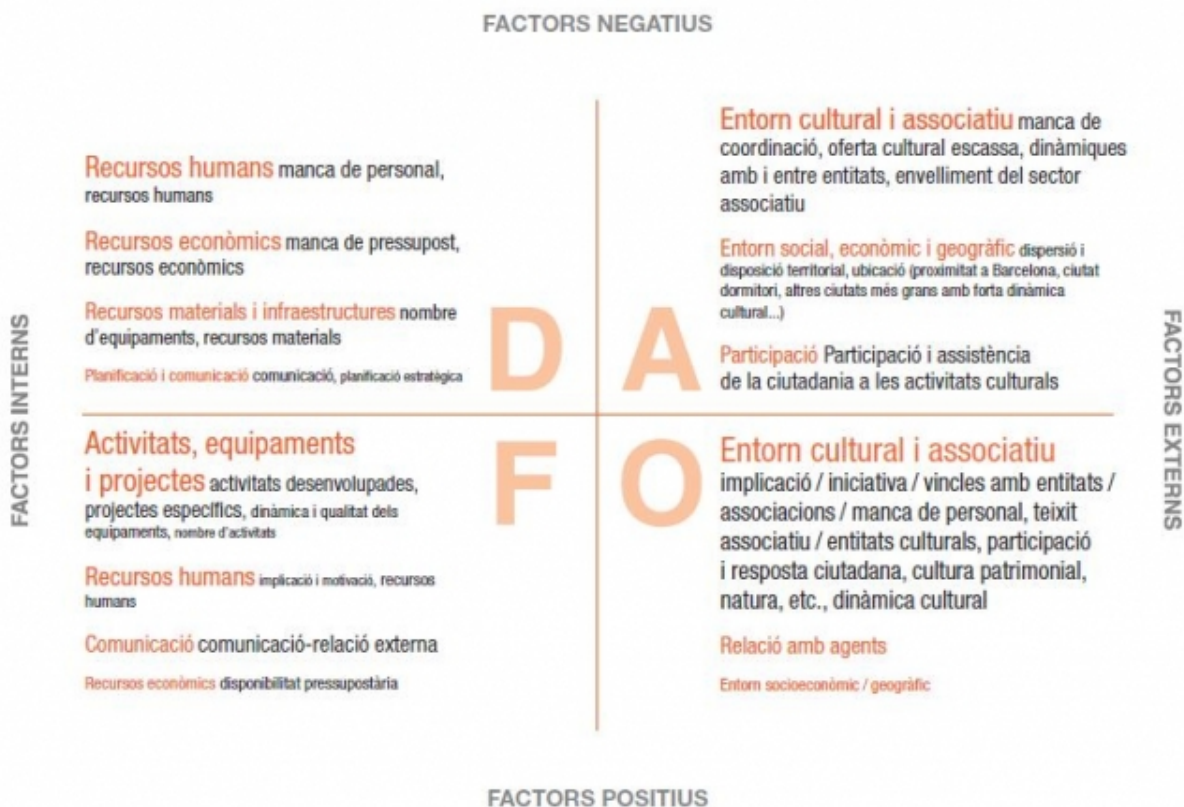 FACTORS NEGATIUS
Recursos humans manca de personal,
recursos humans
Recursos econòmics manca de pressupost,
recursos econòmics
Recursos materials i infraestructures nombre
d'equipaments, recursos materials
Planificació i comunicació comunicació, planificació estratègica
D
Entorn cultural i associatiu manca de
coordinació, oferta cultural escassa, dinàmiques
amb i entre entitats, envelliment del sector
associatiu
Entorn social, econòmic i geogràfic dispersió i
disposició territorial, ubicació (proximitat a Barcelona, ciutat
dormitori, altres ciutats més grans amb forta dinàmica
cultural...)
Participació Participació i assistència
de la ciutadania a les activitats culturals
A
FACTORS INTERNS
FACTORS EXTERNS
Activitats, equipaments
i projectes activitats desenvolupades,
projectes específics, dinàmica i qualitat dels
equipaments, nombre d'activitats
Recursos humans implicació i motivació, recursos
humans
Comunicació comunicació-relació externa
Recursos econòmics disponibilitat pressupostària
F
O
Entorn cultural i associatiu
implicació / iniciativa / vincles amb entitats /
associacions / manca de personal, teixit
associatiu / entitats culturals, participació
i resposta ciutadana, cultura patrimonial,
natura, etc., dinàmica cultural
Relació amb agents
Entorn socioeconòmic / geogràfic
FACTORS POSITIUS